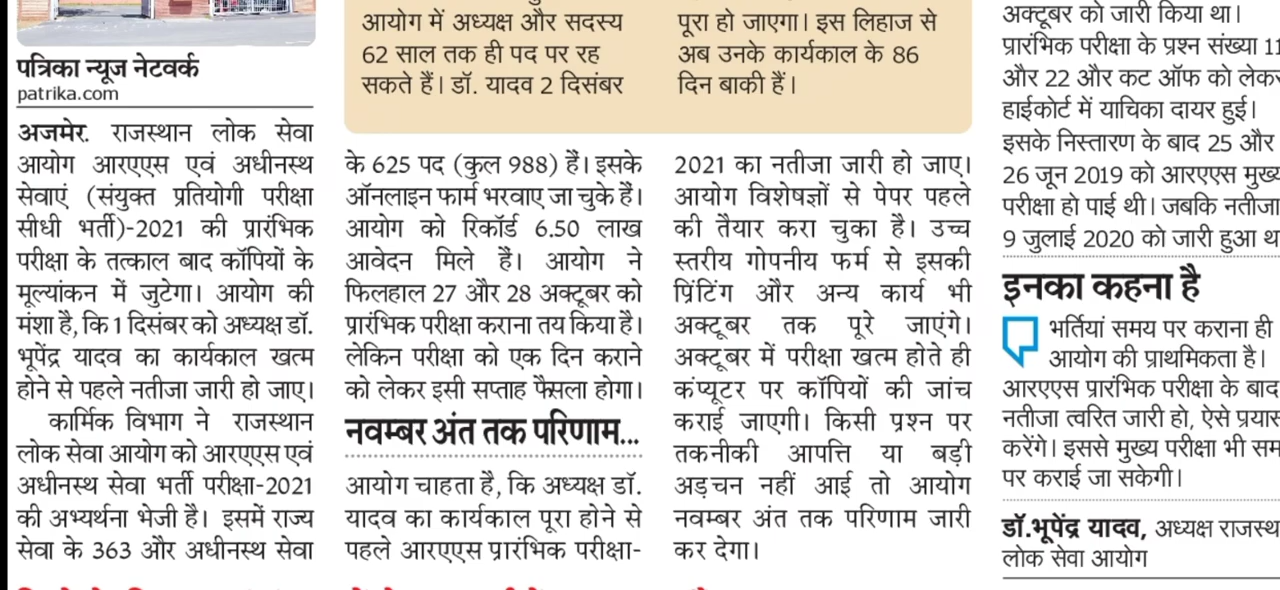 पत्रिका न्यूज नेटवर्क
patrika.com
अजमेर. राजस्थान लोक सेवा
आयोग आरएएस एवं अधीनस्थ
सेवाएं (संयुक्त प्रतियोगी परीक्षा
सीधी भर्ती)-2021 की प्रारंभिक
परीक्षा के तत्काल बाद कॉपियों के
मूल्यांकन में जुटेगा। आयोग की
मंशा है, कि 1 दिसंबर को अध्यक्ष डॉ.
भूपेंद्र यादव का कार्यकाल खत्म
होने से पहले नतीजा जारी हो जाए।
कार्मिक विभाग ने राजस्थान
लोक सेवा आयोग को आरएएस एवं
अधीनस्थ सेवा भर्ती परीक्षा-2021
की अभ्यर्थना भेजी है। इसमें राज्य
सेवा के 363 और अधीनस्थ सेवा
आयोग में अध्यक्ष और सदस्य
62 साल तक ही पद पर रह
सकते हैं। डॉ. यादव 2 दिसंबर
पूरा हो जाएगा। इस लिहाज से
अब उनके कार्यकाल के 86
दिन बाकी हैं।
के 625 पद (कुल 988) हैं। इसके
ऑनलाइन फार्म भरवाए जा चुके हैं।
आयोग को रिकॉर्ड 6.50 लाख
आवेदन मिले हैं। आयोग ने
फिलहाल 27 और 28 अक्टूबर को
प्रारंभिक परीक्षा कराना तय किया है।
लेकिन परीक्षा को एक दिन कराने
को लेकर इसी सप्ताह फैसला होगा।
नवम्बर अंत तक परिणाम...
आयोग चाहता है, कि अध्यक्ष डॉ.
यादव का कार्यकाल पूरा होने से
पहले आरएएस प्रारंभिक परीक्षा-
2021 का नतीजा जारी हो जाए।
आयोग विशेषज्ञों से पेपर पहले
की तैयार करा चुका है। उच्च
स्तरीय गोपनीय फर्म से इसकी
प्रिंटिंग और अन्य कार्य भी
अक्टूबर तक पूरे जाएंगे।
अक्टूबर में परीक्षा खत्म होते ही
कंप्यूटर पर कॉपियों की जांच
कराई जाएगी। किसी प्रश्न पर
तकनीकी आपत्ति या बड़ी
अड़चन नहीं आई तो आयोग
नवम्बर अंत तक परिणाम जारी
कर देगा।
अक्टूबर को जारी किया था।
प्रारंभिक परीक्षा के प्रश्न संख्या 11
और 22 और कट ऑफ को लेकर
हाईकोर्ट में याचिका दायर हुई।
इसके निस्तारण के बाद 25 और
26 जून 2019 को आरएएस मुख्य
परीक्षा हो पाई थी। जबकि नतीजा
9 जुलाई 2020 को जारी हुआ
इनका कहना है
भर्तियां समय पर कराना ही
आयोग की प्राथमिकता है।
आरएएस प्रारंभिक परीक्षा के बाद
नतीजा त्वरित जारी हो, ऐसे प्रयास
करेंगे। इससे मुख्य परीक्षा भी
पर कराई जा सकेगी।
डॉ.भूपेंद्र यादव, अध्यक्ष
लोक सेवा आयोग